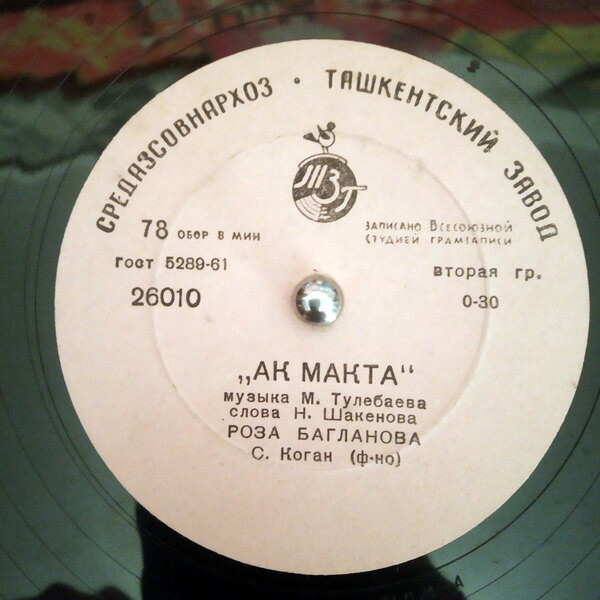 СРЕДАЗСОВНАРХОЗ • ТАШКЕНТСКИЙ ЗАВОД
ТЗГ
78 ОБОР В МИН
ЗАПИСАНО ВСЕСОЮЗНОЙ
СТУДИЕЙ ГРАМЗАПИСИ
ГОСТ 5289-61
вторая гр.
26010
0-30
„АК МАКТА“
музыка М. Тулебаева
слова Н. Шакенова
РОЗА БАГЛАНОВА
С. Коган (ф-но)